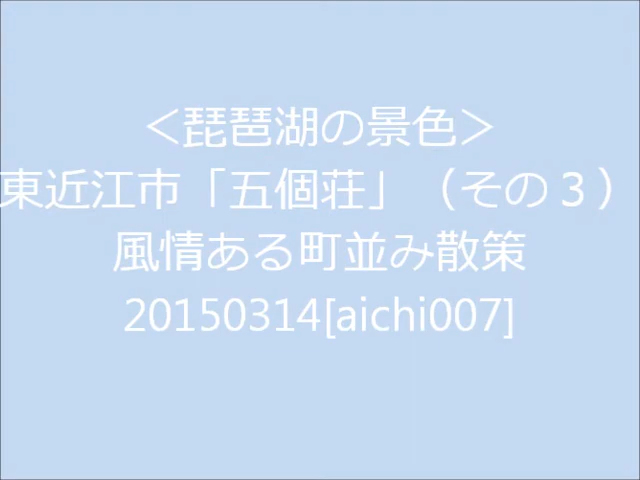 ＜琵琶湖の景色＞
東近江市「五個荘」（その３）
風情ある町並み散策
20150314[aichi007]